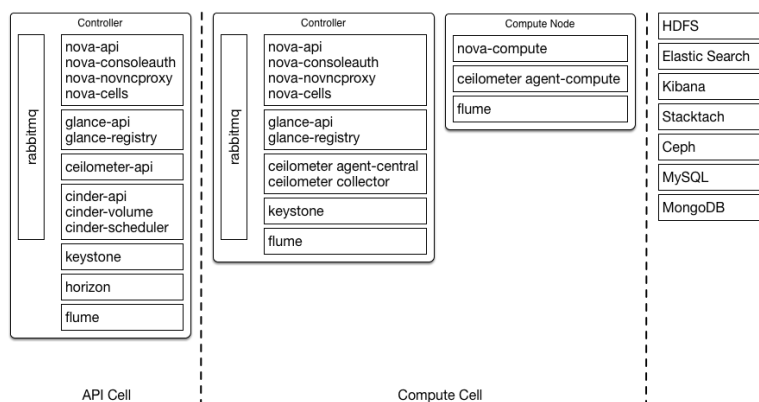 Controller
rabbitmq
nova-api
nova-consoleauth
nova-novncproxy
nova-cells
glance-api
glance-registry
ceilometer-api
cinder-api
cinder-volume
cinder-scheduler
keystone
horizon
flume
API Cell
Controller
rabbitmq
nova-api
nova-consoleauth
nova-novncproxy
nova-cells
glance-api
glance-registry
ceilometer agent-central
ceilometer collector
keystone
flume
Compute Node
nova-compute
ceilometer agent-compute
flume
Compute Cell
HDFS
Elastic Search
Kibana
Stacktach
Ceph
MySQL
MongoDB